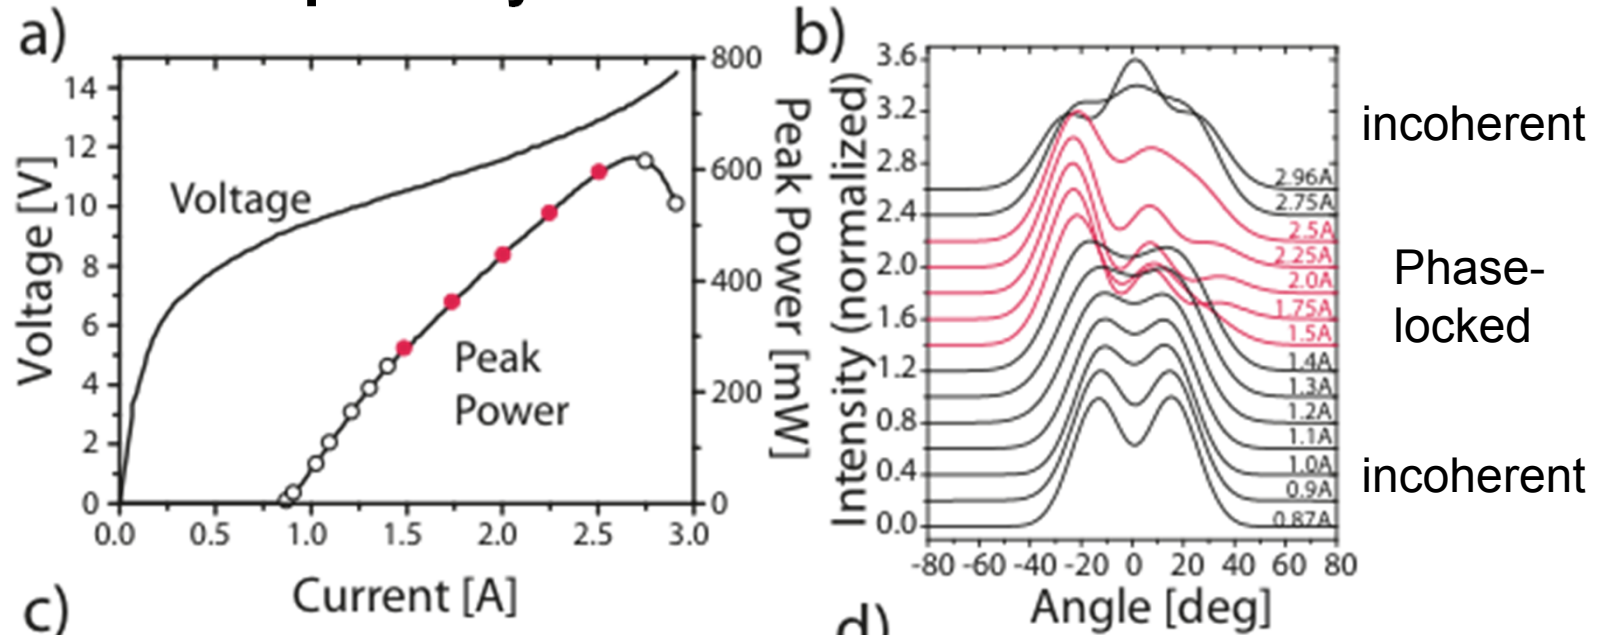 a)
Voltage [V]
14
12
10
8
6
4
2
0
0.0 0.5 1.0 1.5 2.0 2.5 3.0
Current [A]
Voltage
Peak
Power
800
600
400
200
0
Peak Power [mW]
b)
Intensity (normalized)
3.6
3.2
2.8
2.4
2.0
1.6
1.2
0.8
0.4
0.0
-80 -60 -40 -20 0 20 40 60 80
Angle [deg]
2.96A
2.75A
2.5A
2.25A
2.0A
1.75A
1.5A
1.4A
1.3A
1.2A
1.1A
1.0A
0.9A
0.87A
incoherent
Phase-
locked
incoherent
c)
d)